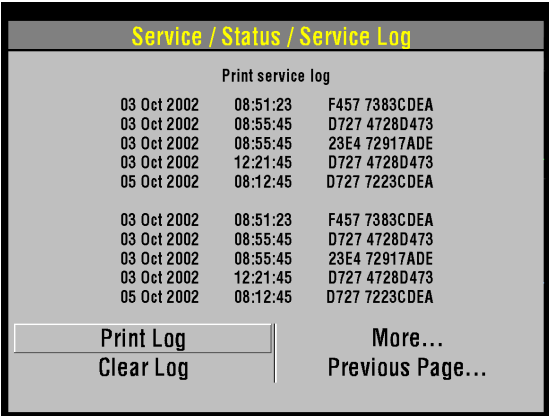 Service / Status / Service Log
Print service log
03 Oct 2002 08:51:23 F457 7383CDEA
03 Oct 2002 08:55:45 D727 4728D473
03 Oct 2002 08:55:45 23E4 72917ADE
03 Oct 2002 12:21:45 D727 4728D473
05 Oct 2002 08:12:45 D727 7223CDEA
03 Oct 2002 08:51:23 F457 7383CDEA
03 Oct 2002 08:55:45 D727 4728D473
03 Oct 2002 08:55:45 23E4 72917ADE
03 Oct 2002 12:21:45 D727 4728D473
05 Oct 2002 08:12:45 D727 7223CDEA
Print Log More...
Clear Log Previous Page...